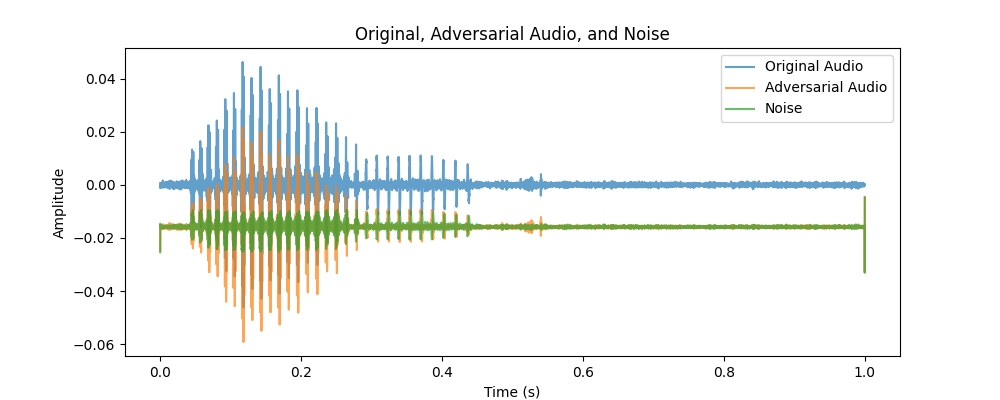 Original, Adversarial Audio, and Noise
Original Audio
Adversarial Audio
Noise
Amplitude
0.04
0.02
0.00
−0.02
−0.04
−0.06
0.0 0.2 0.4 0.6 0.8 1.0
Time (s)